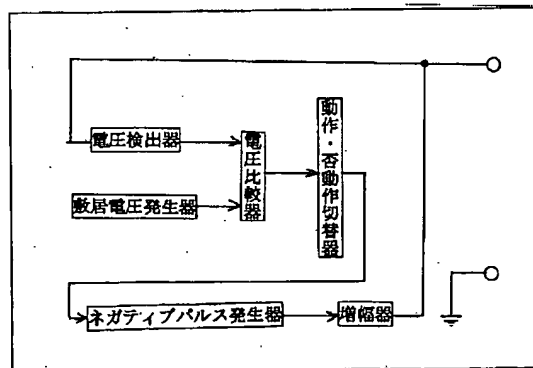 電圧検出器
敷居電圧発生器
電圧比較器
動作・否動作切替器
ネガティブパルス発生器
増幅器